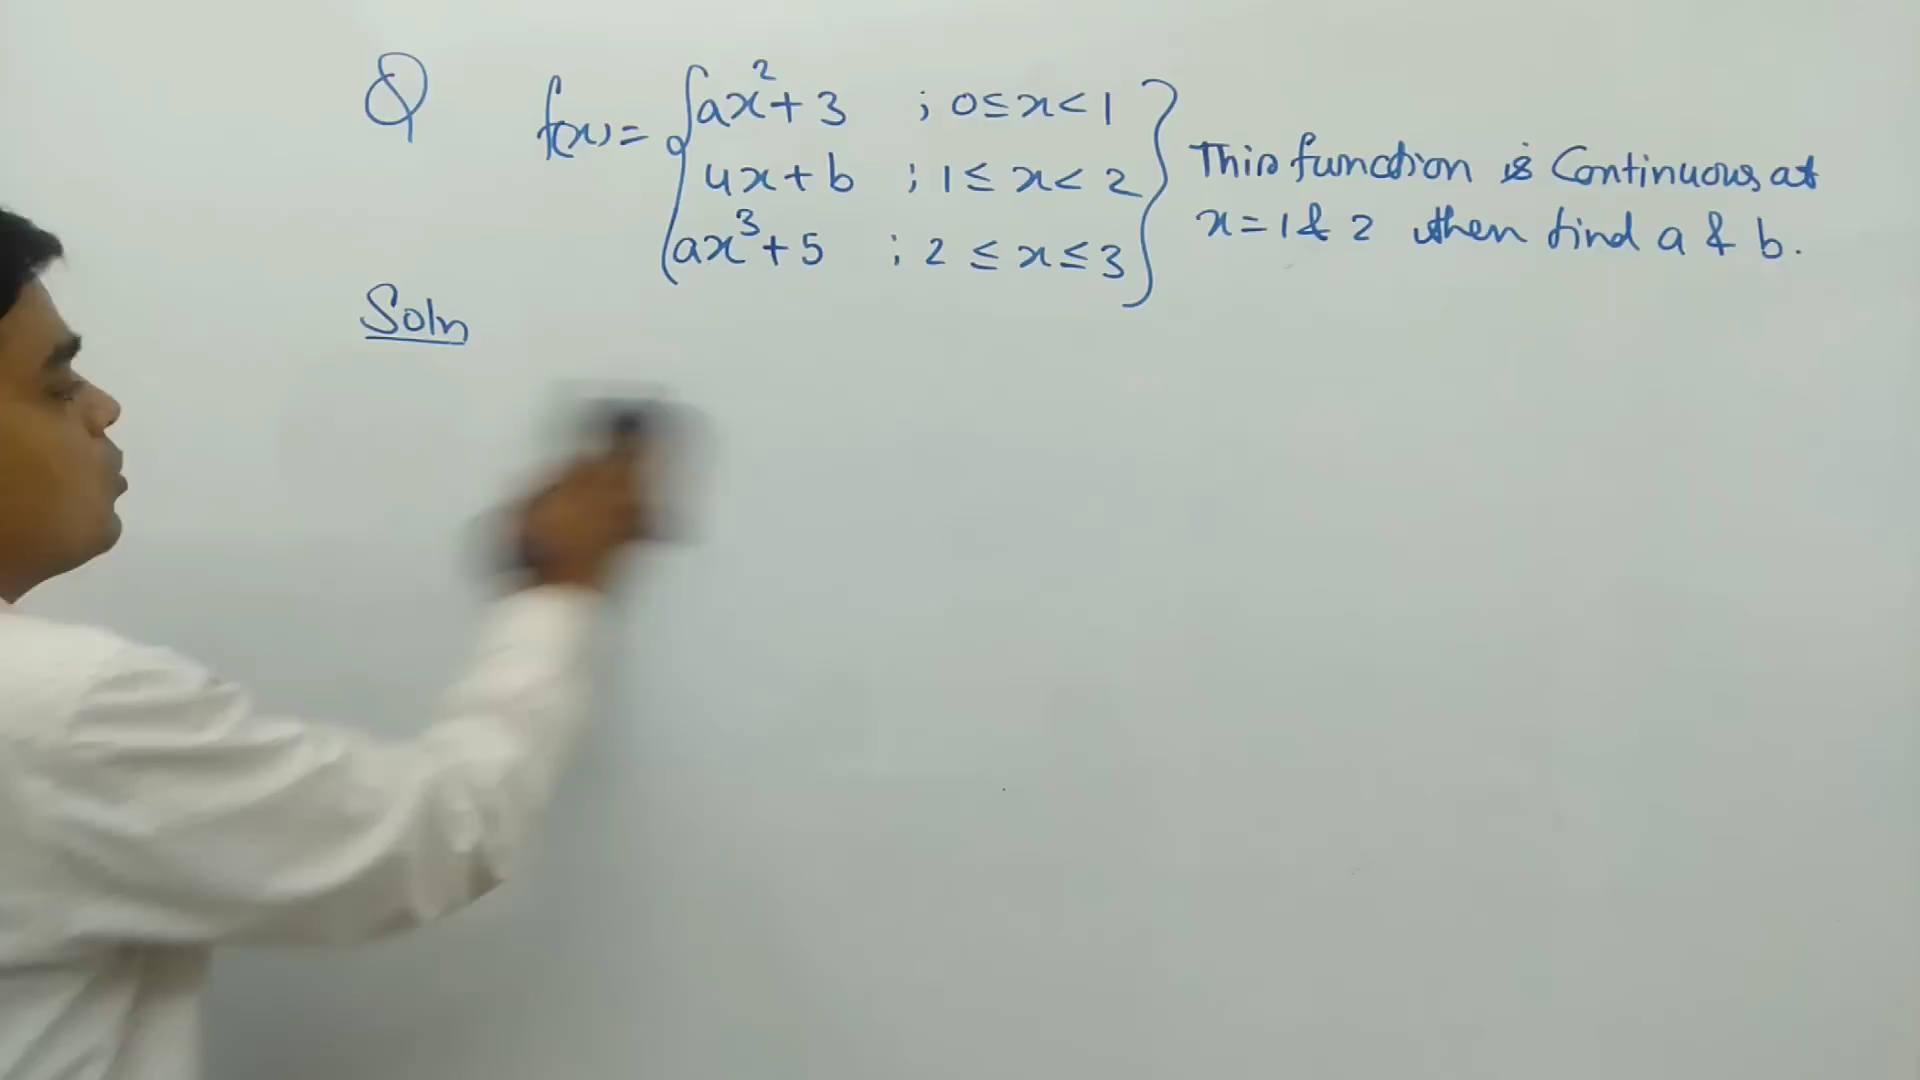 Q f(x) = { ax²+3 ; 0≤x<1
4x+b ; 1≤x<2
ax³+5 ; 2≤x≤3 }
This function is Continuous at
x=1 & 2 then find a & b.
Soln